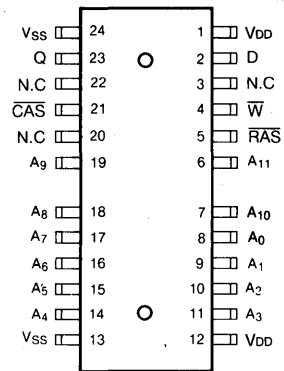 VSS 24 1 VDD
Q 23 2 D
N.C 22 3 N.C
C̅A̅S̅ 21 4 W̅
N.C 20 5 R̅A̅S̅
A9 19 6 A11
A8 18 7 A10
A7 17 8 A0
A6 16 9 A1
A5 15 10 A2
A4 14 11 A3
VSS 13 12 VDD